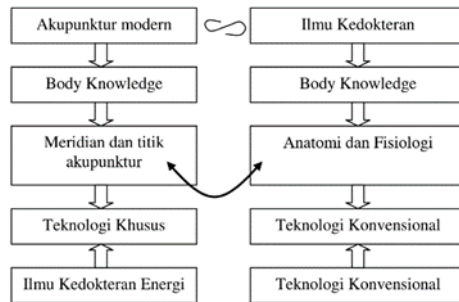 Akupunktur modern
Ilmu Kedokteran
Body Knowledge
Body Knowledge
Meridian dan titik
akupunktur
Anatomi dan Fisiologi
Teknologi Khusus
Teknologi Konvensional
Ilmu Kedokteran Energi
Teknologi Konvensional